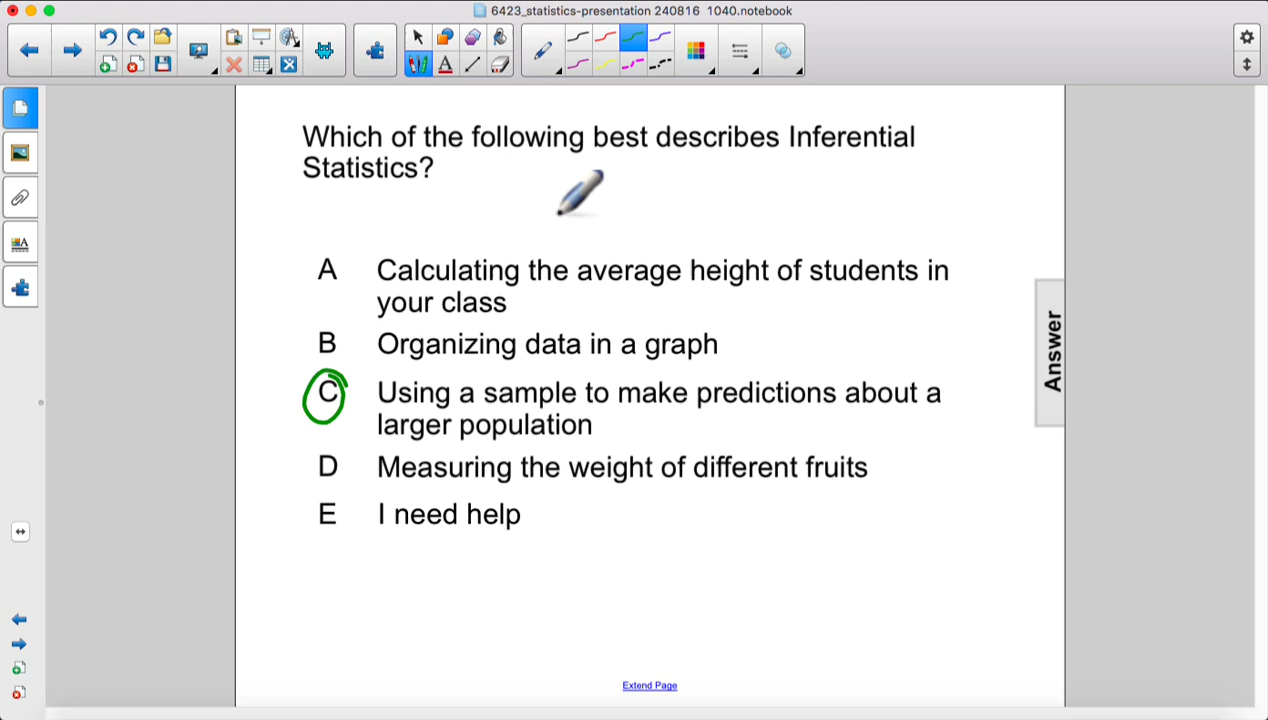 6423_statistics-presentation 240816 1040.notebook
Which of the following best describes Inferential
Statistics?
A Calculating the average height of students in
your class
B Organizing data in a graph
C Using a sample to make predictions about a
larger population
D Measuring the weight of different fruits
E I need help
Answer
Extend Page